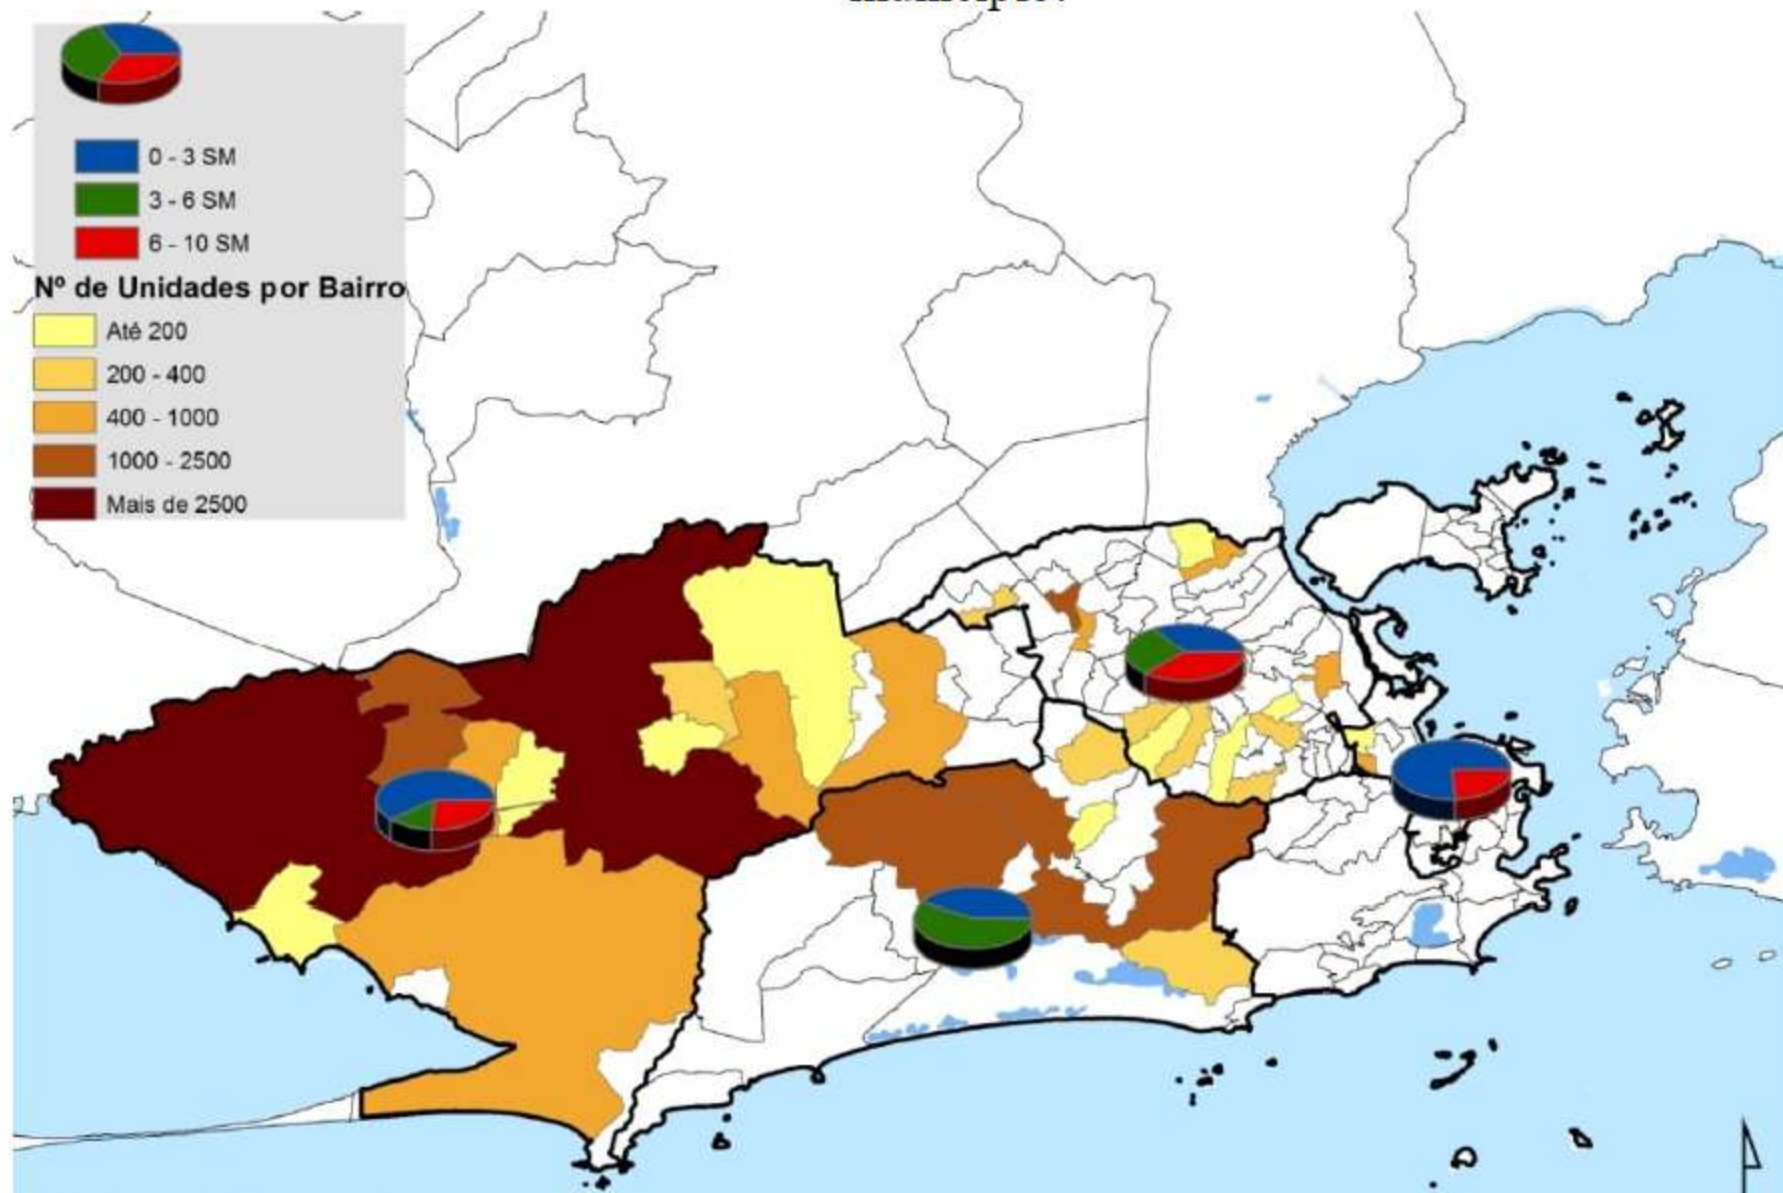 0 - 3 SM
3 - 6 SM
6 - 10 SM
Nº de Unidades por Bairro
Até 200
200 - 400
400 - 1000
1000 - 2500
Mais de 2500